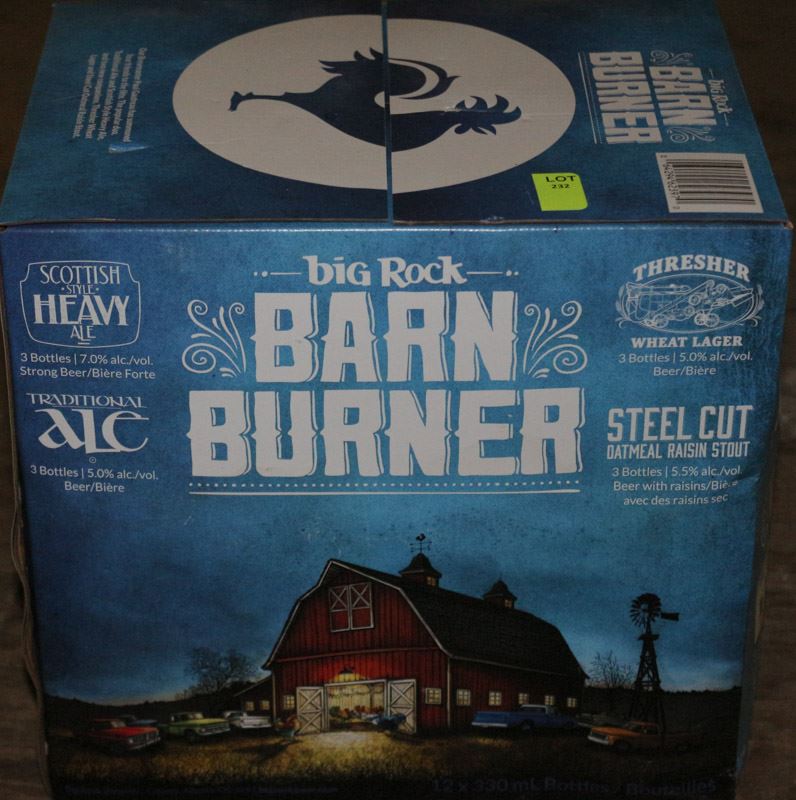 big Rock
BARN
BURNER
LOT
232
big Rock
BARN
BURNER
SCOTTISH
STYLE
HEAVY
ALE
3 Bottles | 7.0% alc./vol.
Strong Beer/Bière Forte
TRADITIONAL
ALE
3 Bottles | 5.0% alc./vol.
Beer/Bière
THRESHER
WHEAT LAGER
3 Bottles | 5.0% alc./vol.
Beer/Bière
STEEL CUT
OATMEAL RAISIN STOUT
3 Bottles | 5.5% alc./vol.
Beer with raisins/Bière
avec des raisins sec
12 x 330 mL Bottles / Bouteilles